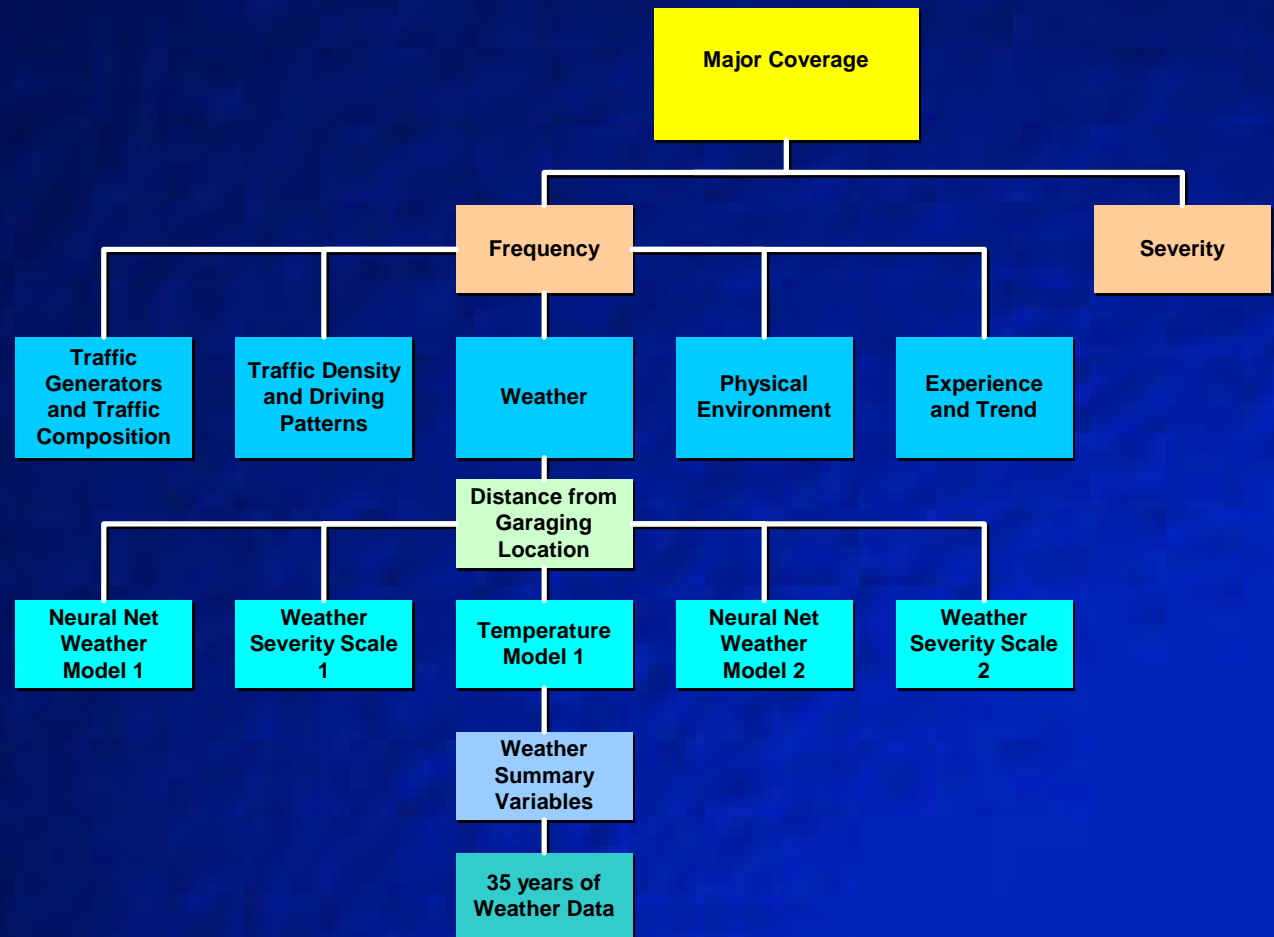 Major Coverage
Frequency
Severity
Traffic
Generators
and Traffic
Composition
Traffic Density
and Driving
Patterns
Weather
Physical
Environment
Experience
and Trend
Distance from
Garaging
Location
Neural Net
Weather
Model 1
Weather
Severity Scale
1
Temperature
Model 1
Neural Net
Weather
Model 2
Weather
Severity Scale
2
Weather
Summary
Variables
35 years of
Weather Data